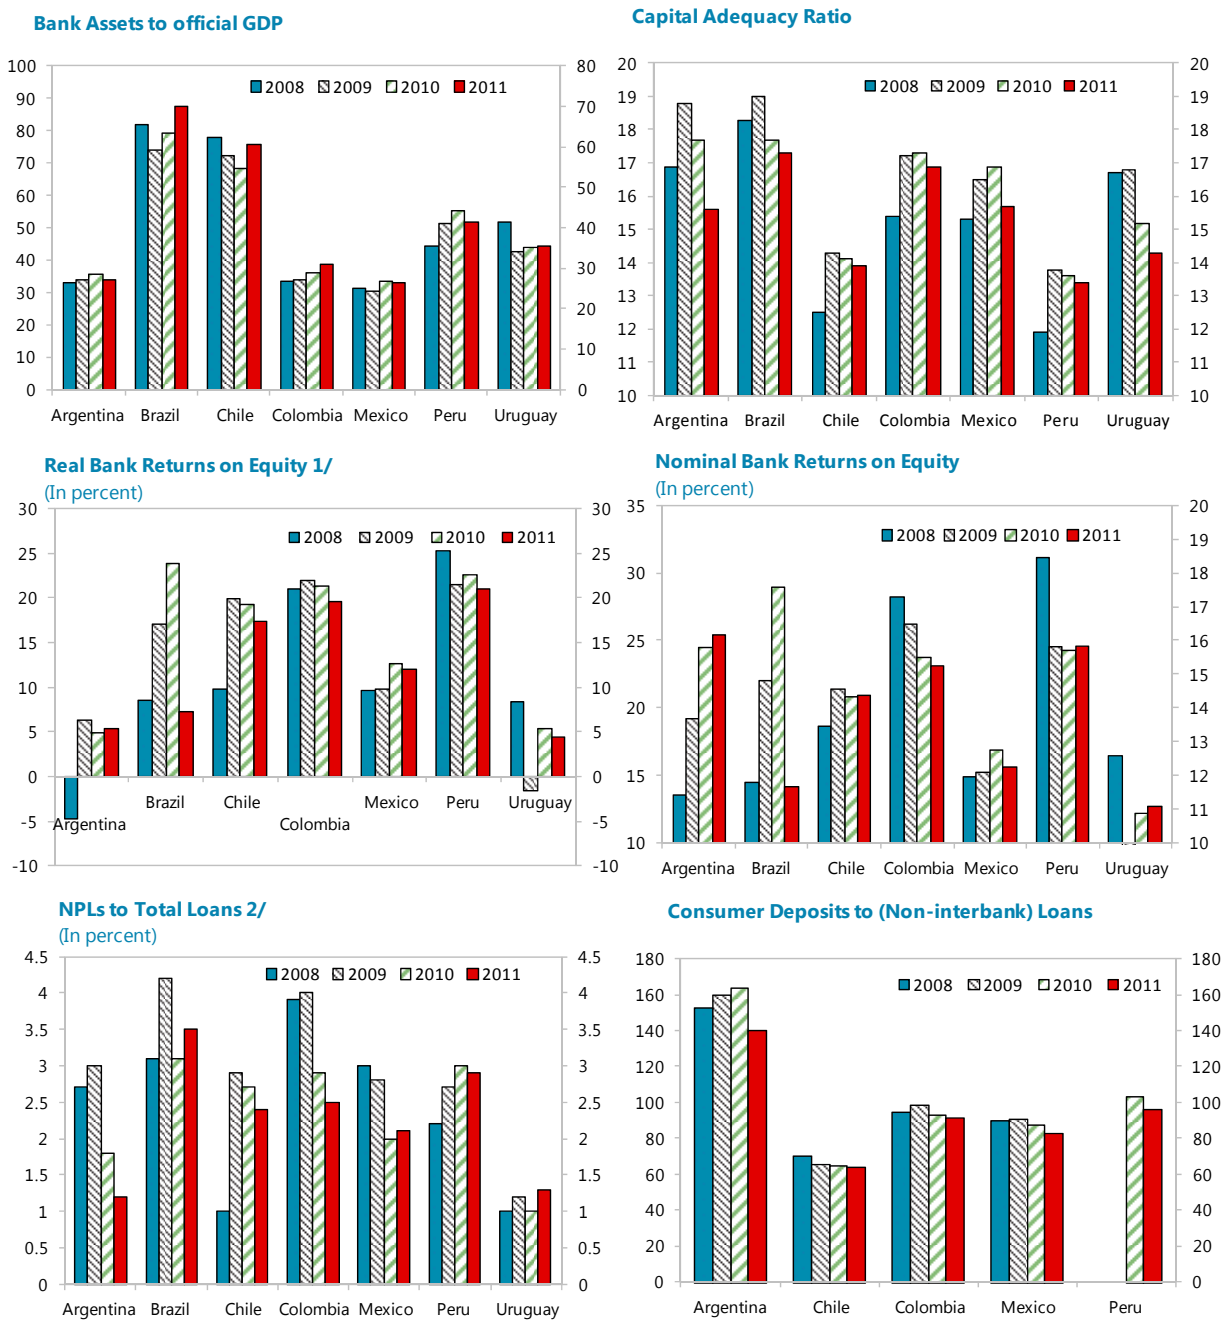 Bank Assets to official GDP
100 80
2008 2009 2010 2011
90 70
80 60
70
60 50
50 40
40 30
30
20 20
10 10
0 0
Argentina Brazil Chile Colombia Mexico Peru Uruguay
Capital Adequacy Ratio
20 20
2008 2009 2010 2011
19 19
18 18
17 17
16 16
15 15
14 14
13 13
12 12
11 11
10 10
Argentina Brazil Chile Colombia Mexico Peru Uruguay
Real Bank Returns on Equity 1/
(In percent)
30 30
2008 2009 2010 2011
25 25
20 20
15 15
10 10
5 5
0 0
Brazil Chile Mexico Peru Uruguay
-5 Argentina Colombia -5
-10 -10
Nominal Bank Returns on Equity
(In percent)
35 20
2008 2009 2010 2011
19
30 18
17
25 16
15
20 14
13
15 12
11
10 10
Argentina Brazil Chile Colombia Mexico Peru Uruguay
NPLs to Total Loans 2/
(In percent)
4.5 4.5
2008 2009 2010 2011
4 4
3.5 3.5
3 3
2.5 2.5
2 2
1.5 1.5
1 1
0.5 0.5
0 0
Argentina Brazil Chile Colombia Mexico Peru Uruguay
Consumer Deposits to (Non-interbank) Loans
180 180
2008 2009 2010 2011
160 160
140 140
120 120
100 100
80 80
60 60
40 40
20 20
0 0
Argentina Chile Colombia Mexico Peru